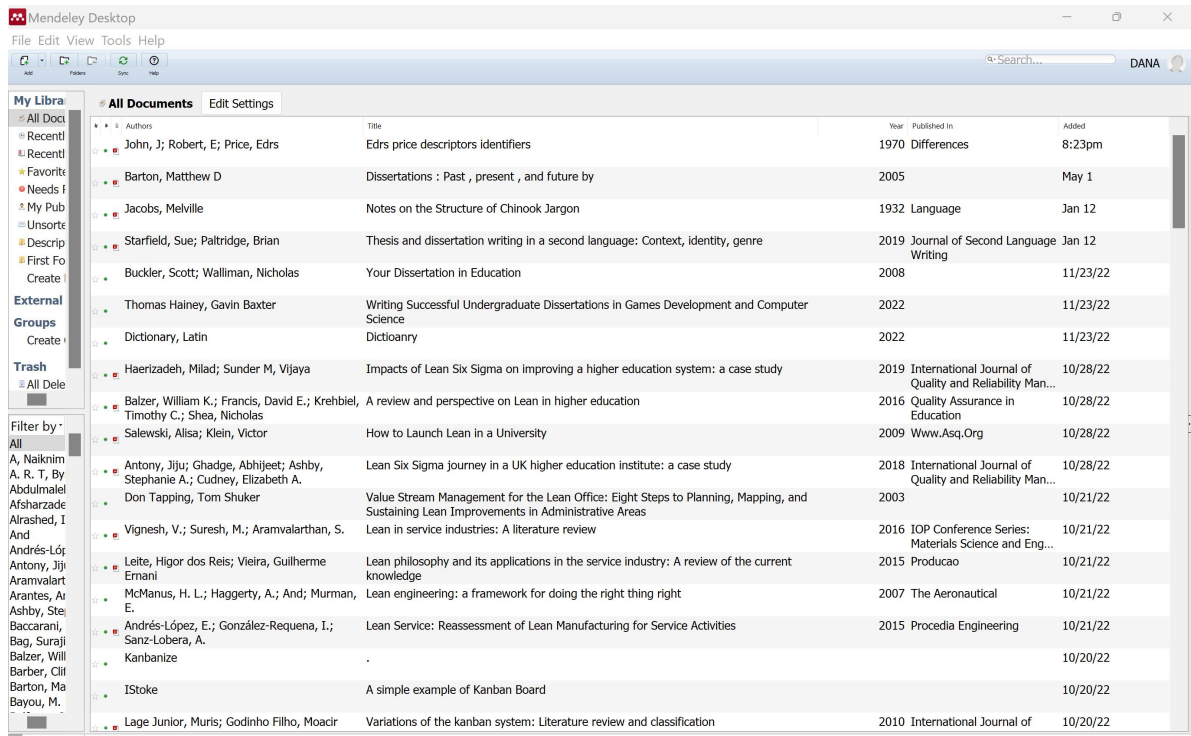 Mendeley Desktop
File Edit View Tools Help
Search...
DANA
Add
Folders
Sync
Help
My Libra
All Docu
Recentl
Recentl
Favorite
Needs R
My Pub
Unsorte
Descrip
First Fo
Create
External
Groups
Create
Trash
All Dele
Filter by
All
A, Naiknim
A. R. T, By
Abdulmalel
Afsharzade
Alrashed, I
And
Andrés-Lóp
Antony, Jiju
Aramvalart
Arantes, Ar
Ashby, Step
Baccarani,
Bag, Suraji
Balzer, Will
Barber, Clif
Barton, Ma
Bayou, M.
All Documents Edit Settings
Authors Title Year Published In Added
John, J; Robert, E; Price, Edrs Edrs price descriptors identifiers 1970 Differences 8:23pm
Barton, Matthew D Dissertations : Past , present , and future by 2005 May 1
Jacobs, Melville Notes on the Structure of Chinook Jargon 1932 Language Jan 12
Starfield, Sue; Paltridge, Brian Thesis and dissertation writing in a second language: Context, identity, genre 2019 Journal of Second Language Jan 12
Writing
Buckler, Scott; Walliman, Nicholas Your Dissertation in Education 2008 11/23/22
Thomas Hainey, Gavin Baxter Writing Successful Undergraduate Dissertations in Games Development and Computer 2022 11/23/22
Science
Dictionary, Latin Dictioanry 2022 11/23/22
Haerizadeh, Milad; Sunder M, Vijaya Impacts of Lean Six Sigma on improving a higher education system: a case study 2019 International Journal of 10/28/22
Quality and Reliability Man...
Balzer, William K.; Francis, David E.; Krehbiel, A review and perspective on Lean in higher education 2016 Quality Assurance in 10/28/22
Timothy C.; Shea, Nicholas Education
Salewski, Alisa; Klein, Victor How to Launch Lean in a University 2009 Www.Asq.Org 10/28/22
Antony, Jiju; Ghadge, Abhijeet; Ashby, Lean Six Sigma journey in a UK higher education institute: a case study 2018 International Journal of 10/28/22
Stephanie A.; Cudney, Elizabeth A. Quality and Reliability Man...
Don Tapping, Tom Shuker Value Stream Management for the Lean Office: Eight Steps to Planning, Mapping, and 2003 10/21/22
Sustaining Lean Improvements in Administrative Areas
Vignesh, V.; Suresh, M.; Aramvalarthan, S. Lean in service industries: A literature review 2016 IOP Conference Series: 10/21/22
Materials Science and Eng...
Leite, Higor dos Reis; Vieira, Guilherme Lean philosophy and its applications in the service industry: A review of the current 2015 Producao 10/21/22
Ernani knowledge
McManus, H. L.; Haggerty, A.; And; Murman, Lean engineering: a framework for doing the right thing right 2007 The Aeronautical 10/21/22
E.
Andrés-López, E.; González-Requena, I.; Lean Service: Reassessment of Lean Manufacturing for Service Activities 2015 Procedia Engineering 10/21/22
Sanz-Lobera, A.
Kanbanize . 10/20/22
IStoke A simple example of Kanban Board 10/20/22
Lage Junior, Muris; Godinho Filho, Moacir Variations of the kanban system: Literature review and classification 2010 International Journal of 10/20/22